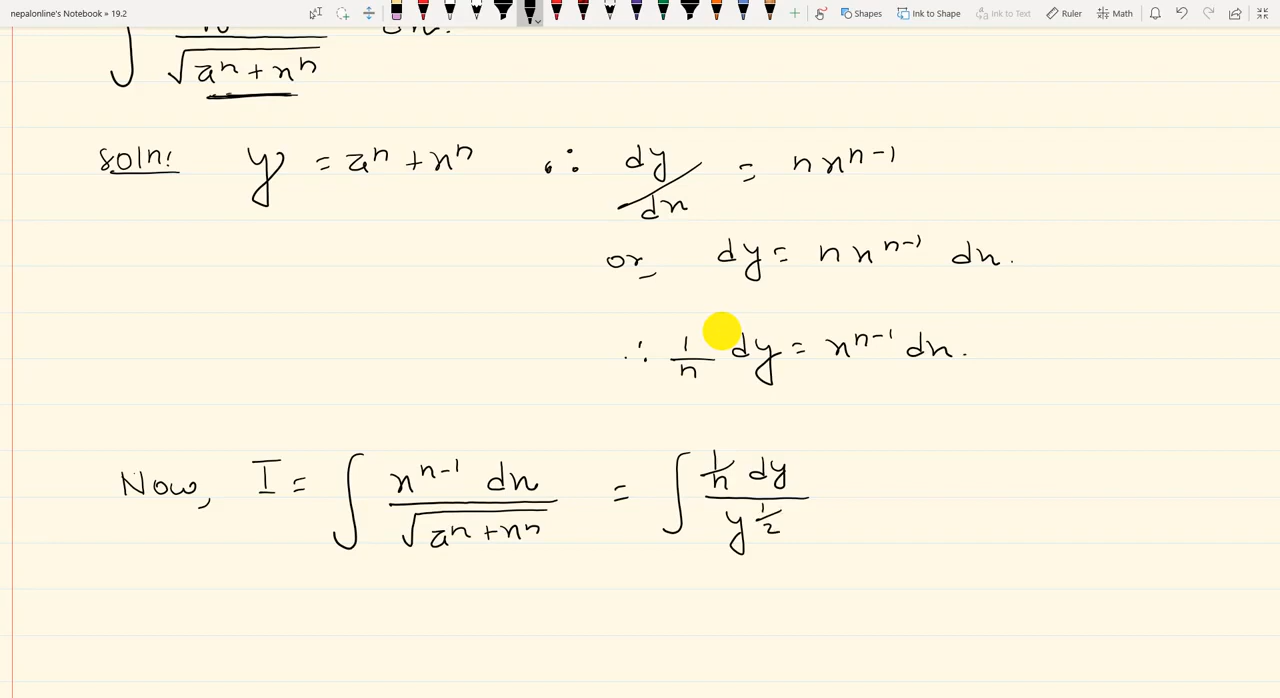 nepalonline's Notebook » 19.2
Shapes Ink to Shape Ink to Text Ruler Math
∫ / √(aⁿ + xⁿ) dx.
soln: y = aⁿ + xⁿ ∴ dy/dx = n xⁿ⁻¹
or, dy = n xⁿ⁻¹ dx.
∴ 1/n dy = xⁿ⁻¹ dx.
Now, I = ∫ xⁿ⁻¹ dx / √(aⁿ + xⁿ) = ∫ 1/n dy / y^(1/2)